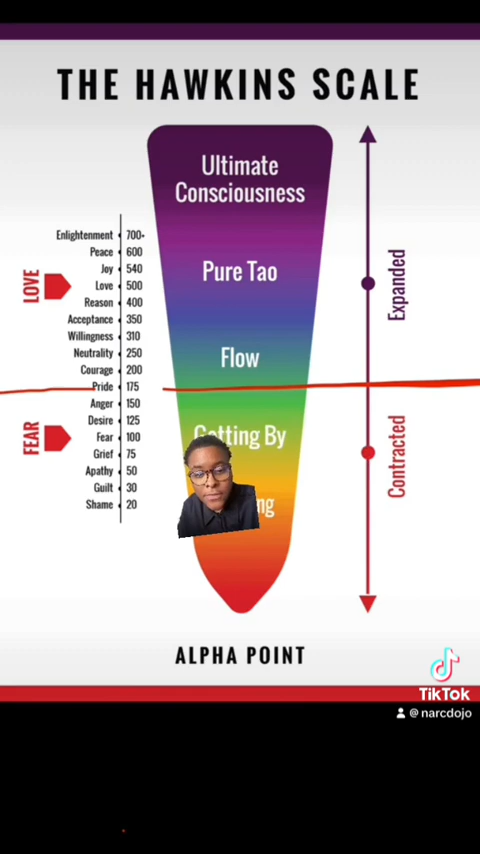 THE HAWKINS SCALE
Ultimate
Consciousness
Enlightenment 700+
Peace 600
Joy 540
Love 500
Reason 400
Acceptance 350
Willingness 310
Neutrality 250
Courage 200
Pride 175
Anger 150
Desire 125
Fear 100
Grief 75
Apathy 50
Guilt 30
Shame 20
LOVE
FEAR
Pure Tao
Flow
Getting By
ng
Expanded
Contracted
ALPHA POINT
TikTok
@ narcdojo